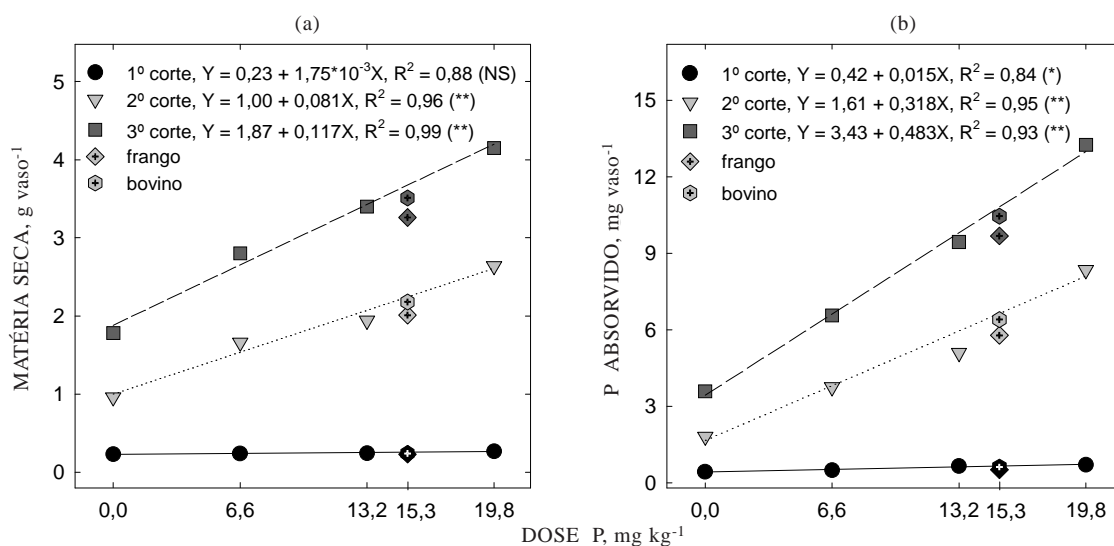 (a)
MATÉRIA SECA, g vaso⁻¹
5
4
3
2
1
0
1º corte, Y = 0,23 + 1,75*10⁻³X, R² = 0,88 (NS)
2º corte, Y = 1,00 + 0,081X, R² = 0,96 (**)
3º corte, Y = 1,87 + 0,117X, R² = 0,99 (**)
frango
bovino
0,0 6,6 13,2 15,3 19,8
(b)
P ABSORVIDO, mg vaso⁻¹
15
12
9
6
3
0
1º corte, Y = 0,42 + 0,015X, R² = 0,84 (*)
2º corte, Y = 1,61 + 0,318X, R² = 0,95 (**)
3º corte, Y = 3,43 + 0,483X, R² = 0,93 (**)
frango
bovino
0,0 6,6 13,2 15,3 19,8
DOSE P, mg kg⁻¹